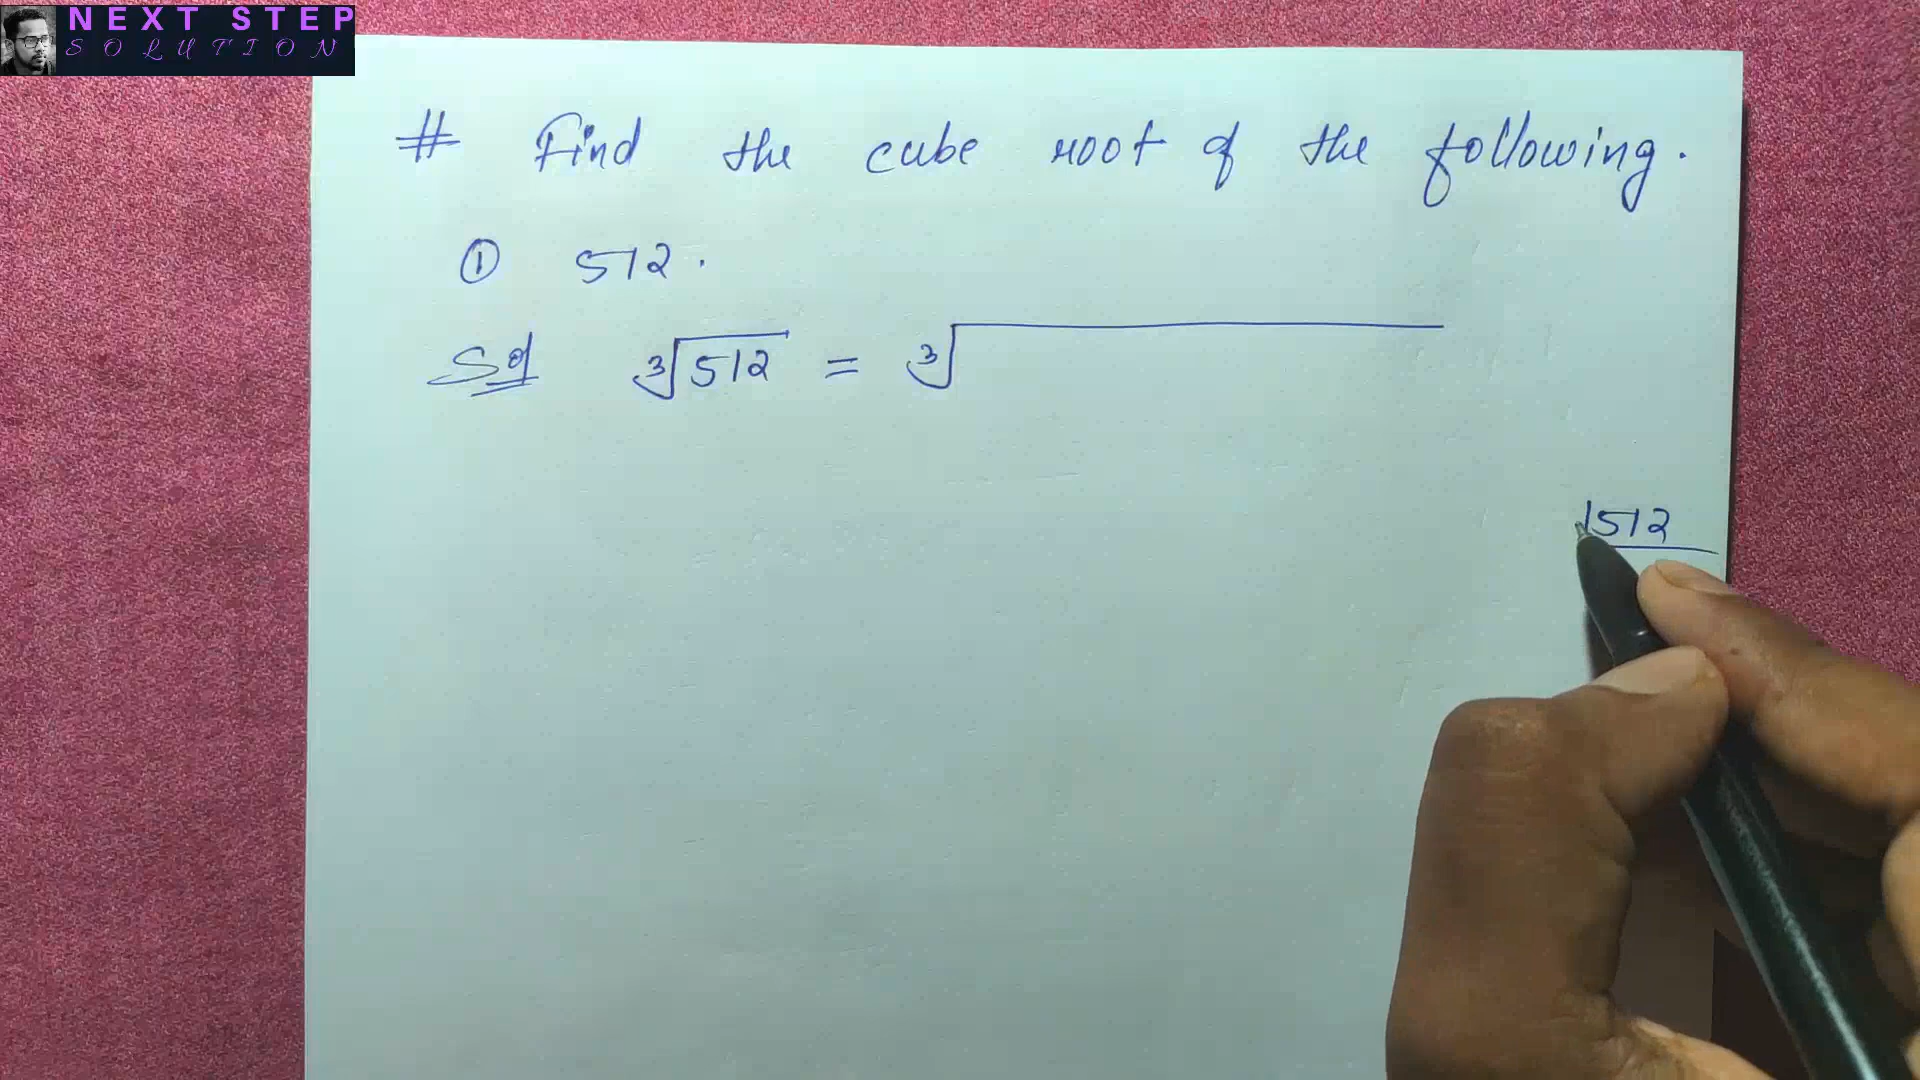 NEXT STEP
SOLUTION
# Find the cube root of the following.
① 512.
Sol ∛512 = ∛
512